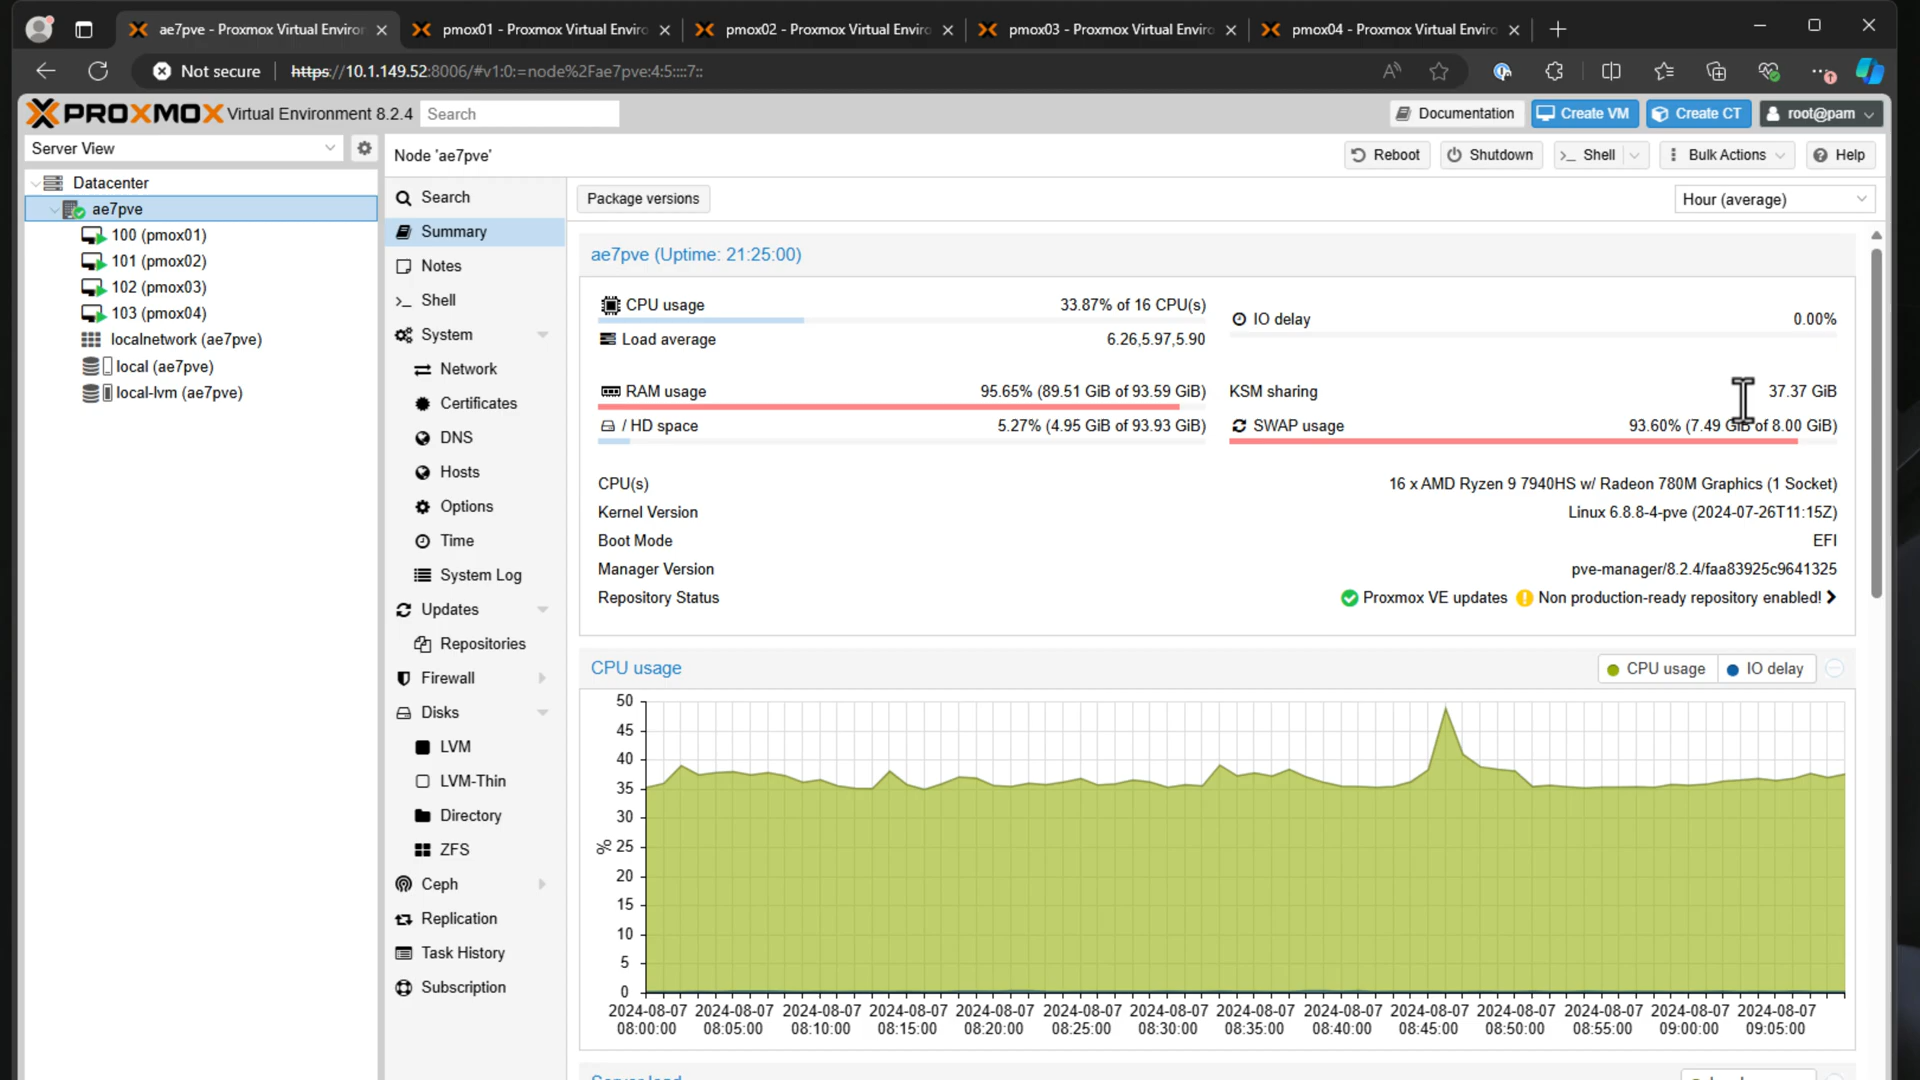 ae7pve - Proxmox Virtual Enviror
pmox01 - Proxmox Virtual Enviro
pmox02 - Proxmox Virtual Enviro
pmox03 - Proxmox Virtual Enviro
pmox04 - Proxmox Virtual Enviro
Not secure
https://10.1.149.52:8006/#v1:0:=node%2Fae7pve:4:5::::7::
PROXMOX Virtual Environment 8.2.4
Search
Documentation
Create VM
Create CT
root@pam
Server View
Node 'ae7pve'
Reboot
Shutdown
Shell
Bulk Actions
Help
Datacenter
ae7pve
100 (pmox01)
101 (pmox02)
102 (pmox03)
103 (pmox04)
localnetwork (ae7pve)
local (ae7pve)
local-lvm (ae7pve)
Search
Summary
Notes
Shell
System
Network
Certificates
DNS
Hosts
Options
Time
System Log
Updates
Repositories
Firewall
Disks
LVM
LVM-Thin
Directory
ZFS
Ceph
Replication
Task History
Subscription
Package versions
Hour (average)
ae7pve (Uptime: 21:25:00)
CPU usage 33.87% of 16 CPU(s)
IO delay 0.00%
Load average 6.26,5.97,5.90
RAM usage 95.65% (89.51 GiB of 93.59 GiB)
KSM sharing 37.37 GiB
/ HD space 5.27% (4.95 GiB of 93.93 GiB)
SWAP usage 93.60% (7.49 GiB of 8.00 GiB)
CPU(s) 16 x AMD Ryzen 9 7940HS w/ Radeon 780M Graphics (1 Socket)
Kernel Version Linux 6.8.8-4-pve (2024-07-26T11:15Z)
Boot Mode EFI
Manager Version pve-manager/8.2.4/faa83925c9641325
Repository Status Proxmox VE updates Non production-ready repository enabled!
CPU usage
CPU usage
IO delay
50
45
40
35
30
25
20
15
10
5
0
%
2024-08-07 2024-08-07 2024-08-07 2024-08-07 2024-08-07 2024-08-07 2024-08-07 2024-08-07 2024-08-07 2024-08-07 2024-08-07 2024-08-07 2024-08-07 2024-08-07
08:00:00 08:05:00 08:10:00 08:15:00 08:20:00 08:25:00 08:30:00 08:35:00 08:40:00 08:45:00 08:50:00 08:55:00 09:00:00 09:05:00